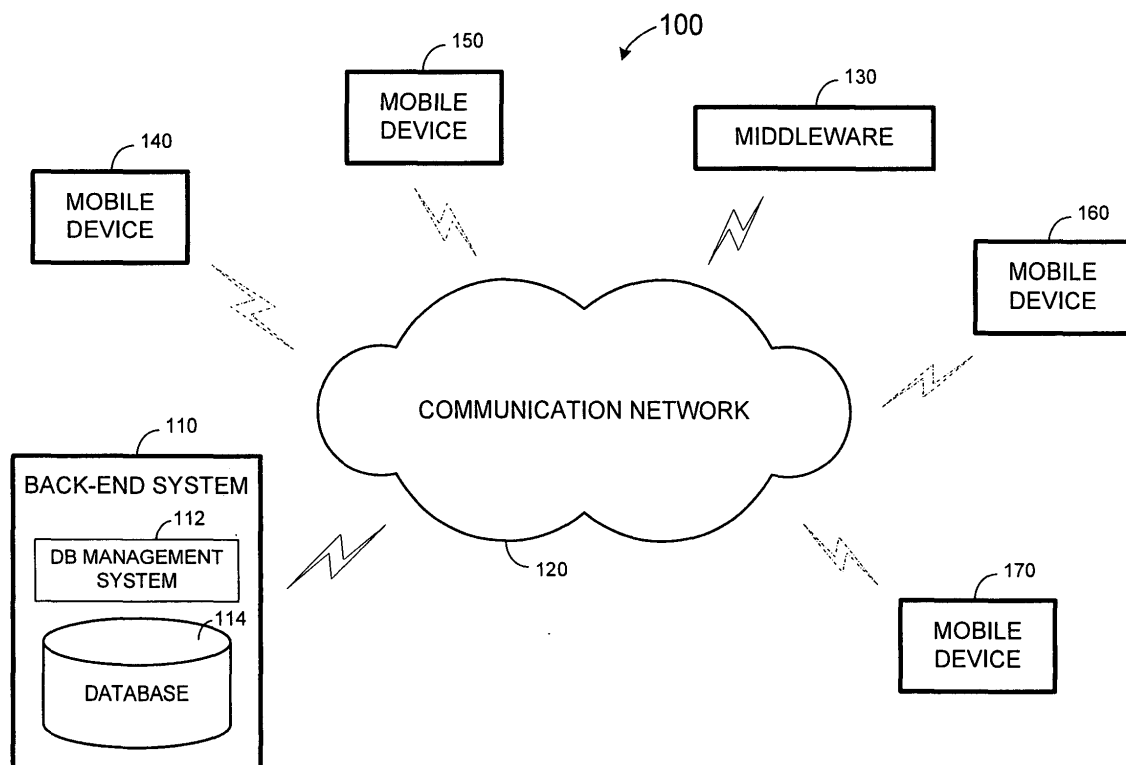 100
150
MOBILE
DEVICE
130
MIDDLEWARE
140
MOBILE
DEVICE
160
MOBILE
DEVICE
COMMUNICATION NETWORK
120
110
BACK-END SYSTEM
112
DB MANAGEMENT
SYSTEM
114
DATABASE
170
MOBILE
DEVICE